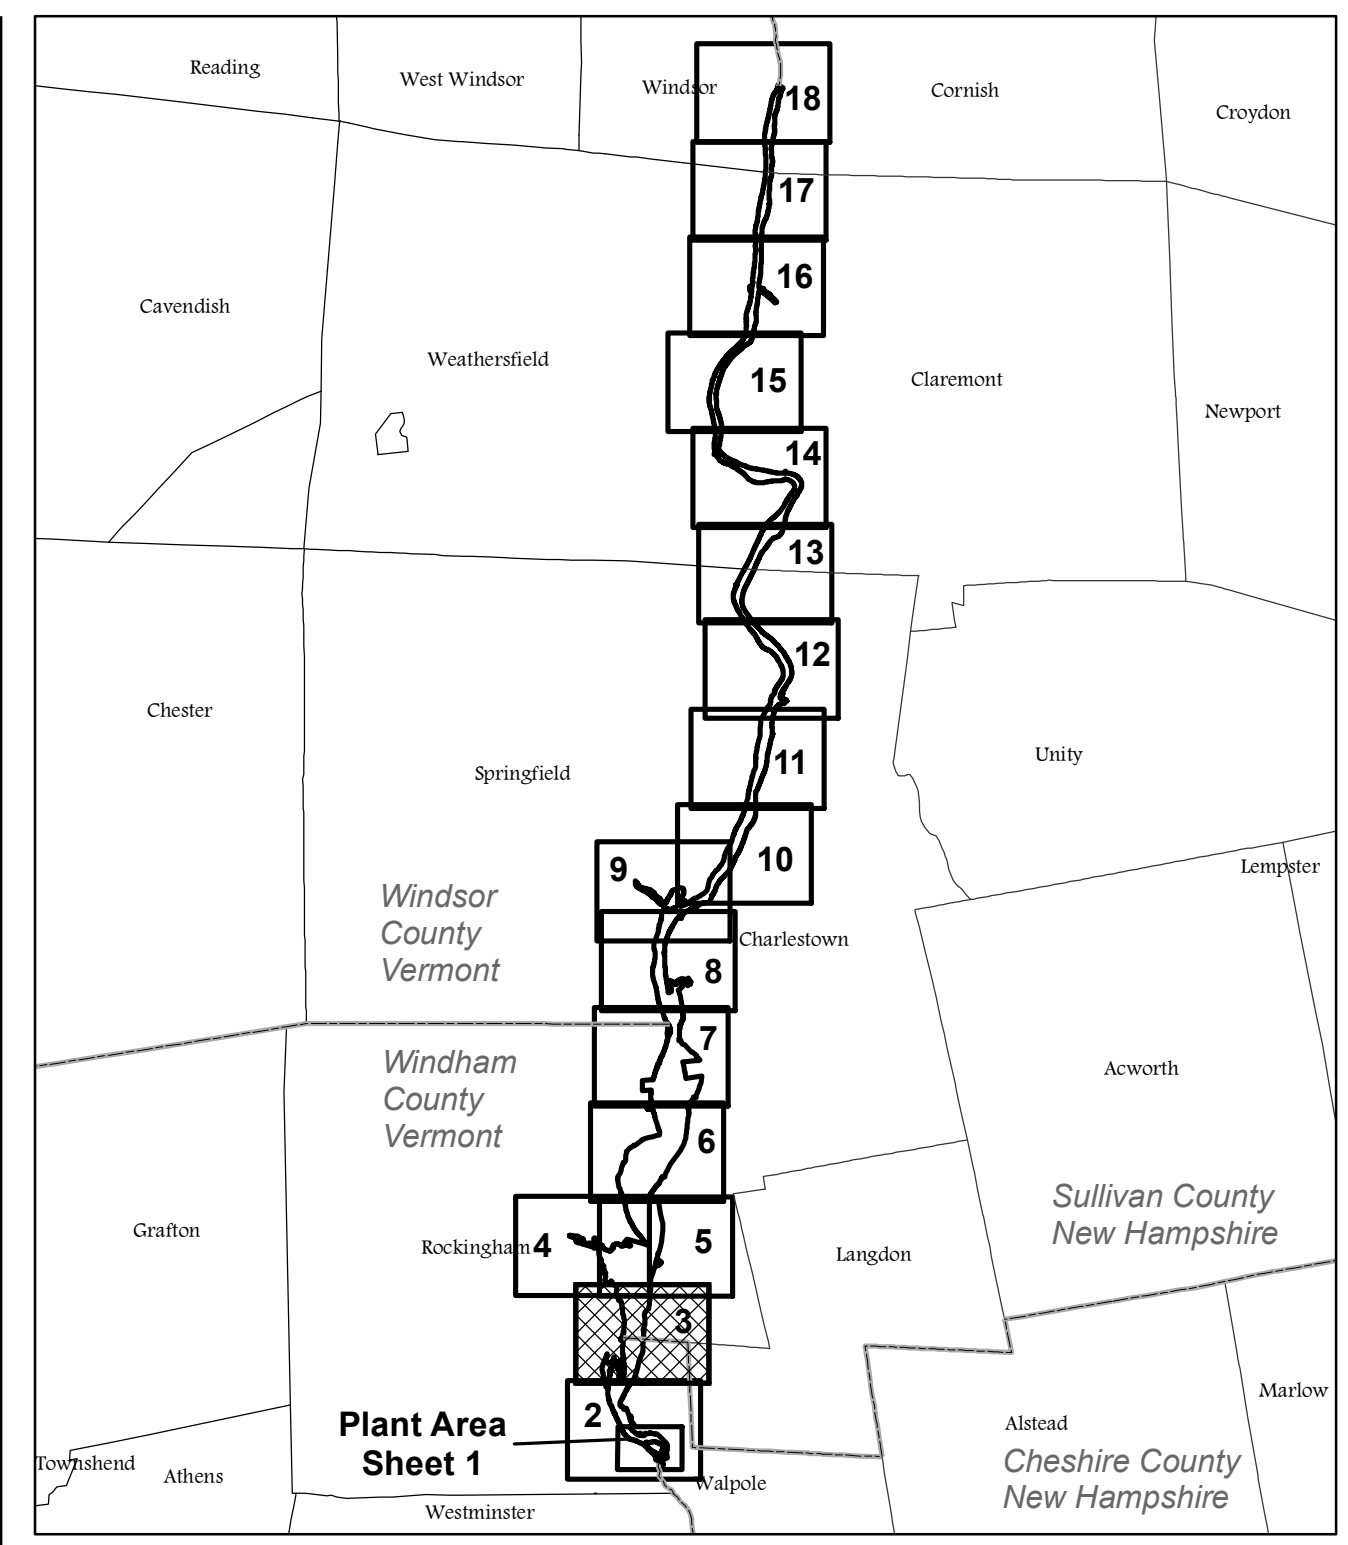 Reading
West Windsor
Windsor
18
Cornish
Croydon
17
Cavendish
16
Weathersfield
15
Claremont
Newport
14
13
12
Chester
Springfield
11
Unity
9
10
Lempster
Windsor
County
Vermont
Charlestown
8
7
Windham
County
Vermont
Acworth
6
Sullivan County
New Hampshire
Grafton
Rockingham
4
5
Langdon
3
Marlow
2
Plant Area
Sheet 1
Alstead
Cheshire County
New Hampshire
Townshend
Athens
Walpole
Westminster